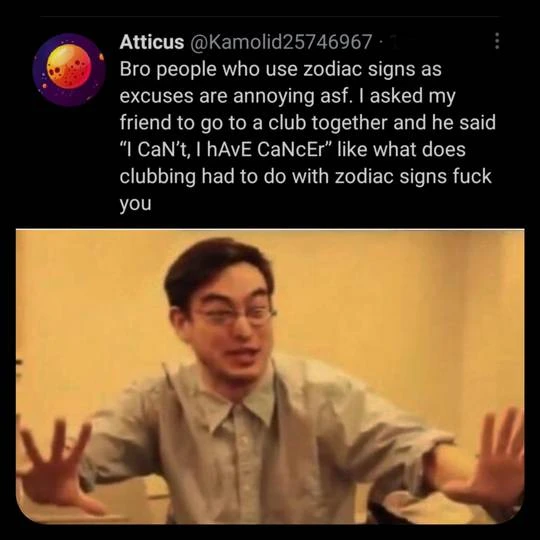 Atticus @Kamolid25746967 ·
Bro people who use zodiac signs as
excuses are annoying asf. I asked my
friend to go to a club together and he said
“I CaN’t, I hAvE CaNcEr” like what does
clubbing had to do with zodiac signs fuck
you